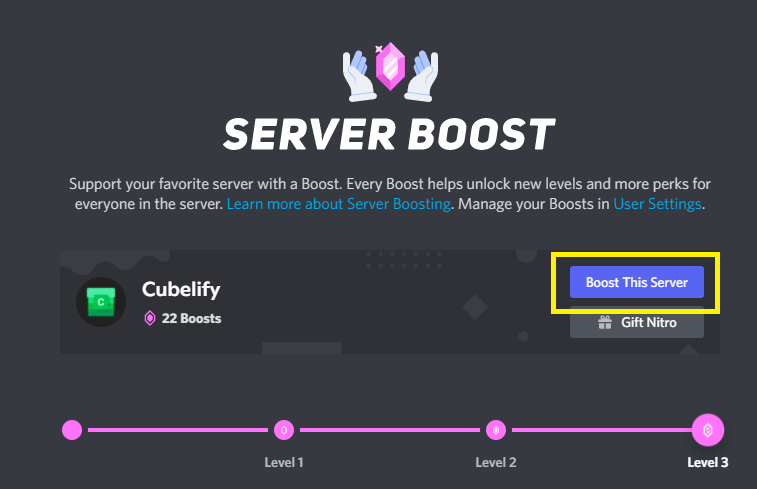 SERVER BOOST
Support your favorite server with a Boost. Every Boost helps unlock new levels and more perks for
everyone in the server. Learn more about Server Boosting. Manage your Boosts in User Settings.
Cubelify
C
22 Boosts
Boost This Server
Gift Nitro
Level 1
Level 2
Level 3